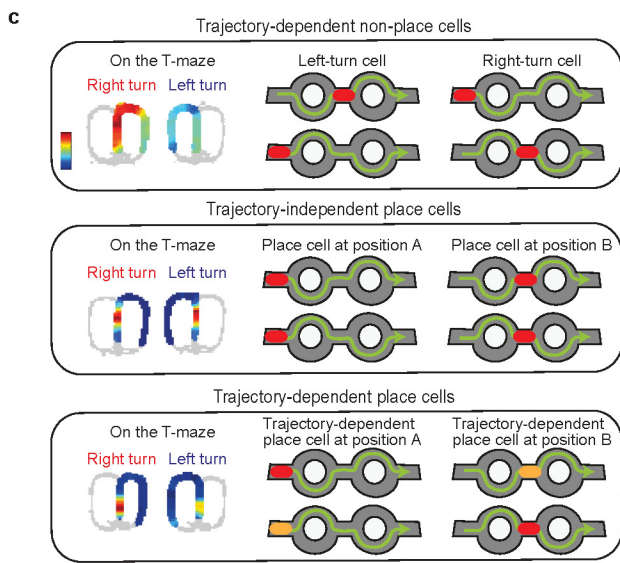 c
Trajectory-dependent non-place cells
On the T-maze
Right turn Left turn
Left-turn cell
Right-turn cell
Trajectory-independent place cells
On the T-maze
Right turn Left turn
Place cell at position A
Place cell at position B
Trajectory-dependent place cells
On the T-maze
Right turn Left turn
Trajectory-dependent
place cell at position A
Trajectory-dependent
place cell at position B